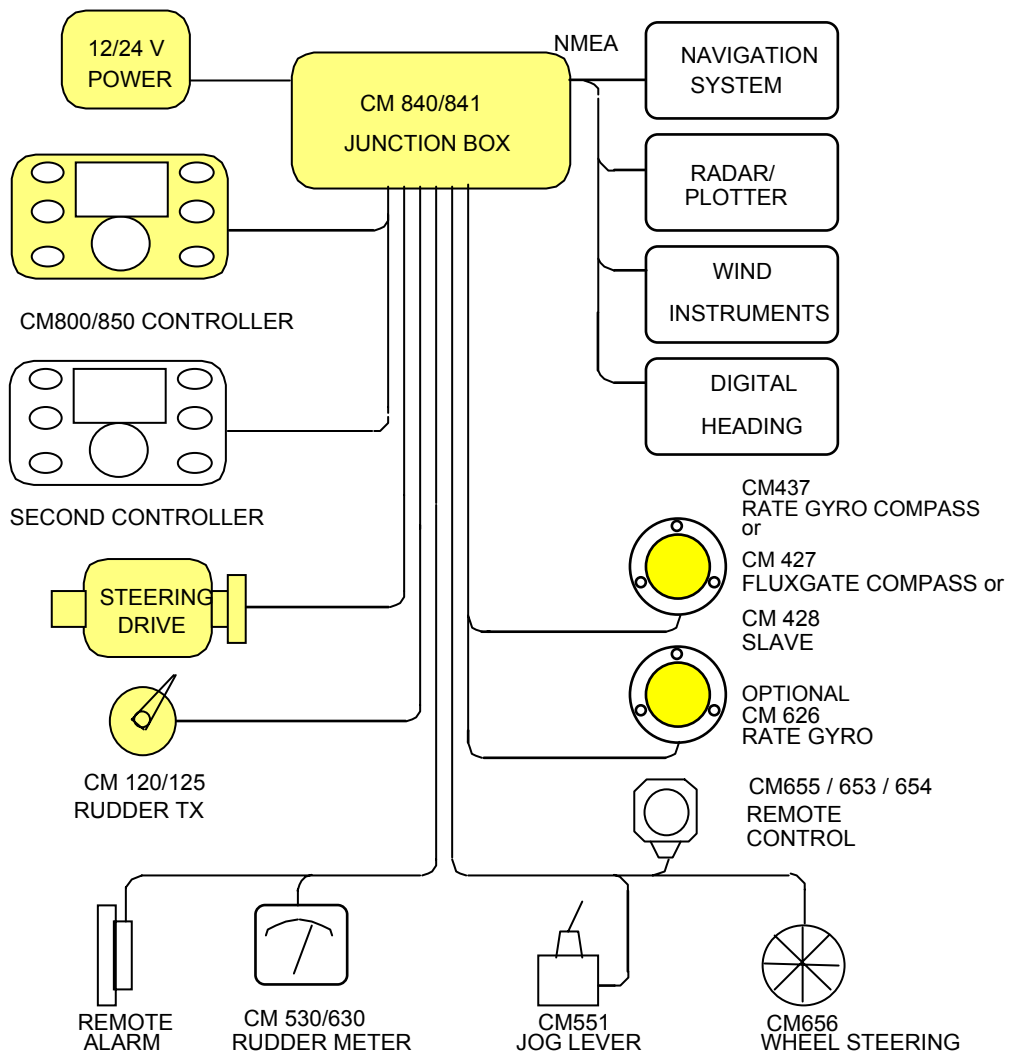 12/24 V
POWER
CM 840/841
JUNCTION BOX
NMEA
NAVIGATION
SYSTEM
RADAR/
PLOTTER
WIND
INSTRUMENTS
DIGITAL
HEADING
CM800/850 CONTROLLER
SECOND CONTROLLER
STEERING
DRIVE
CM 120/125
RUDDER TX
CM437
RATE GYRO COMPASS
or
CM 427
FLUXGATE COMPASS or
CM 428
SLAVE
OPTIONAL
CM 626
RATE GYRO
CM655 / 653 / 654
REMOTE
CONTROL
REMOTE
ALARM
CM 530/630
RUDDER METER
CM551
JOG LEVER
CM656
WHEEL STEERING